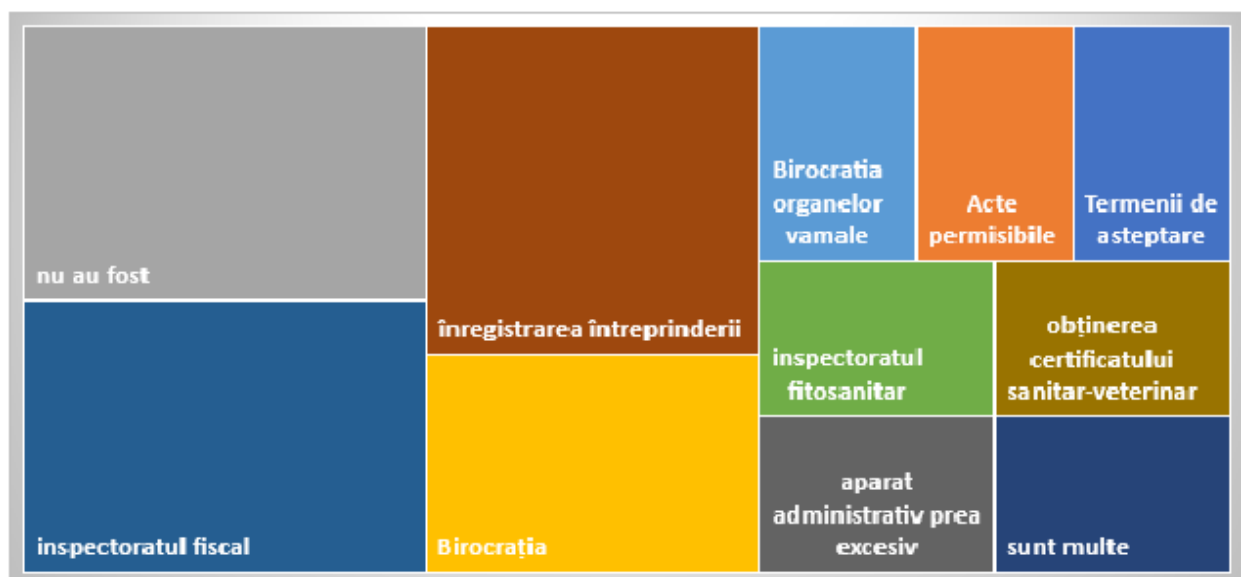 nu au fost
inspectoratul fiscal
înregistrarea întreprinderii
Birocrația
Birocratia
organelor
vamale
Acte
permisibile
Termenii de
asteptare
inspectoratul
fitosanitar
obținerea
certificatului
sanitar-veterinar
aparat
administrativ prea
excesiv
sunt multe